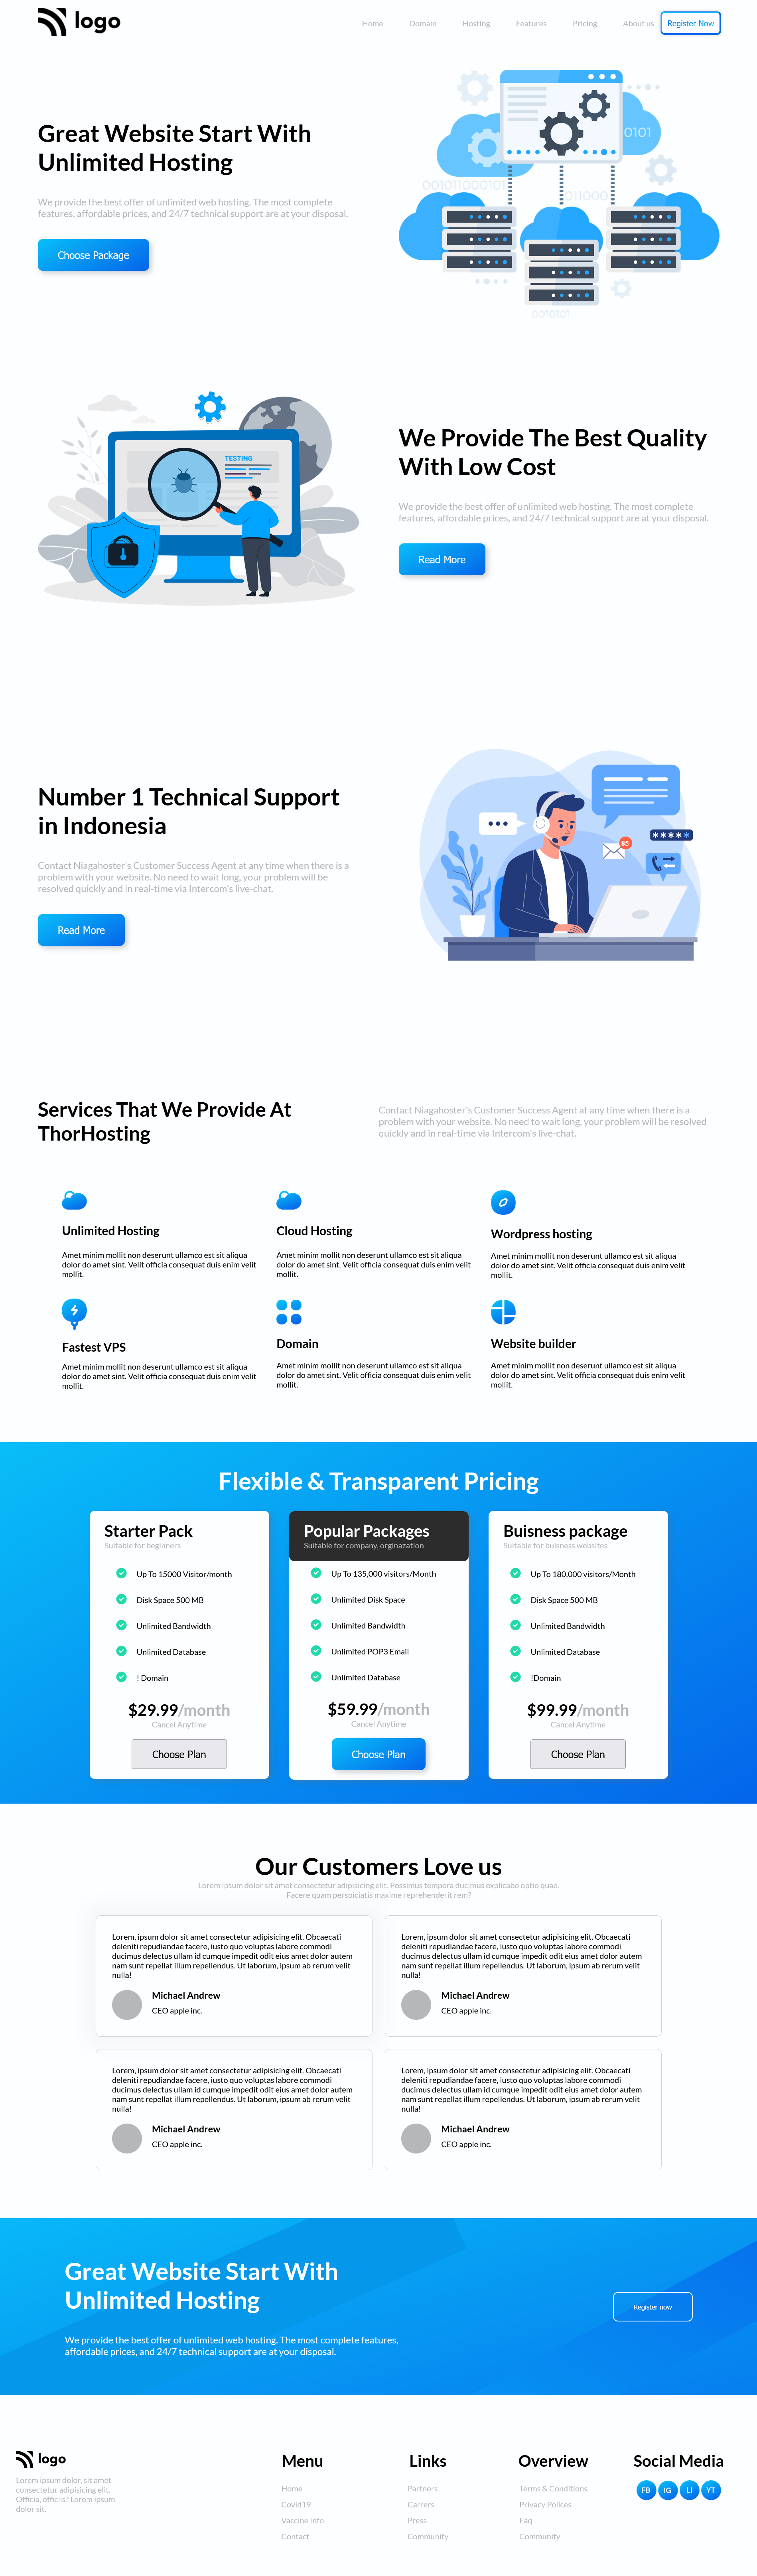 logo
Home Domain Hosting Features Pricing About us Register Now
Great Website Start With
Unlimited Hosting
We provide the best offer of unlimited web hosting. The most complete
features, affordable prices, and 24/7 technical support are at your disposal.
Choose Package
0101
001011000101
011000
0010101
TESTING
We Provide The Best Quality
With Low Cost
We provide the best offer of unlimited web hosting. The most complete
features, affordable prices, and 24/7 technical support are at your disposal.
Read More
Number 1 Technical Support
in Indonesia
Contact Niagahoster's Customer Success Agent at any time when there is a
problem with your website. No need to wait long, your problem will be
resolved quickly and in real-time via Intercom's live-chat.
Read More
85
****
Services That We Provide At
ThorHosting
Contact Niagahoster's Customer Success Agent at any time when there is a
problem with your website. No need to wait long, your problem will be resolved
quickly and in real-time via Intercom's live-chat.
Unlimited Hosting
Amet minim mollit non deserunt ullamco est sit aliqua
dolor do amet sint. Velit officia consequat duis enim velit
mollit.
Cloud Hosting
Amet minim mollit non deserunt ullamco est sit aliqua
dolor do amet sint. Velit officia consequat duis enim velit
mollit.
Wordpress hosting
Amet minim mollit non deserunt ullamco est sit aliqua
dolor do amet sint. Velit officia consequat duis enim velit
mollit.
Fastest VPS
Amet minim mollit non deserunt ullamco est sit aliqua
dolor do amet sint. Velit officia consequat duis enim velit
mollit.
Domain
Amet minim mollit non deserunt ullamco est sit aliqua
dolor do amet sint. Velit officia consequat duis enim velit
mollit.
Website builder
Amet minim mollit non deserunt ullamco est sit aliqua
dolor do amet sint. Velit officia consequat duis enim velit
mollit.
Flexible & Transparent Pricing
Starter Pack
Suitable for beginners
Up To 15000 Visitor/month
Disk Space 500 MB
Unlimited Bandwidth
Unlimited Database
! Domain
$29.99/month
Cancel Anytime
Choose Plan
Popular Packages
Suitable for company, orginazation
Up To 135,000 visitors/Month
Unlimited Disk Space
Unlimited Bandwidth
Unlimited POP3 Email
Unlimited Database
$59.99/month
Cancel Anytime
Choose Plan
Buisness package
Suitable for buisness websites
Up To 180,000 visitors/Month
Disk Space 500 MB
Unlimited Bandwidth
Unlimited Database
!Domain
$99.99/month
Cancel Anytime
Choose Plan
Our Customers Love us
Lorem ipsum dolor sit amet consectetur adipisicing elit. Possimus tempora ducimus explicabo optio quae.
Facere quam perspiciatis maxime reprehenderit rem?
Lorem, ipsum dolor sit amet consectetur adipisicing elit. Obcaecati
deleniti repudiandae facere, iusto quo voluptas labore commodi
ducimus delectus ullam id cumque impedit odit eius amet dolor autem
nam sunt repellat illum repellendus. Ut laborum, ipsum ab rerum velit
nulla!
Michael Andrew
CEO apple inc.
Lorem, ipsum dolor sit amet consectetur adipisicing elit. Obcaecati
deleniti repudiandae facere, iusto quo voluptas labore commodi
ducimus delectus ullam id cumque impedit odit eius amet dolor autem
nam sunt repellat illum repellendus. Ut laborum, ipsum ab rerum velit
nulla!
Michael Andrew
CEO apple inc.
Lorem, ipsum dolor sit amet consectetur adipisicing elit. Obcaecati
deleniti repudiandae facere, iusto quo voluptas labore commodi
ducimus delectus ullam id cumque impedit odit eius amet dolor autem
nam sunt repellat illum repellendus. Ut laborum, ipsum ab rerum velit
nulla!
Michael Andrew
CEO apple inc.
Lorem, ipsum dolor sit amet consectetur adipisicing elit. Obcaecati
deleniti repudiandae facere, iusto quo voluptas labore commodi
ducimus delectus ullam id cumque impedit odit eius amet dolor autem
nam sunt repellat illum repellendus. Ut laborum, ipsum ab rerum velit
nulla!
Michael Andrew
CEO apple inc.
Great Website Start With
Unlimited Hosting
We provide the best offer of unlimited web hosting. The most complete features,
affordable prices, and 24/7 technical support are at your disposal.
Register now
logo
Lorem ipsum dolor, sit amet
consectetur adipisicing elit.
Officia, officiis? Lorem ipsum
dolor sit.
Menu
Home
Covid19
Vaccine Info
Contact
Links
Partners
Carrers
Press
Community
Overview
Terms & Conditions
Privacy Polices
Faq
Community
Social Media
FB IG LI YT